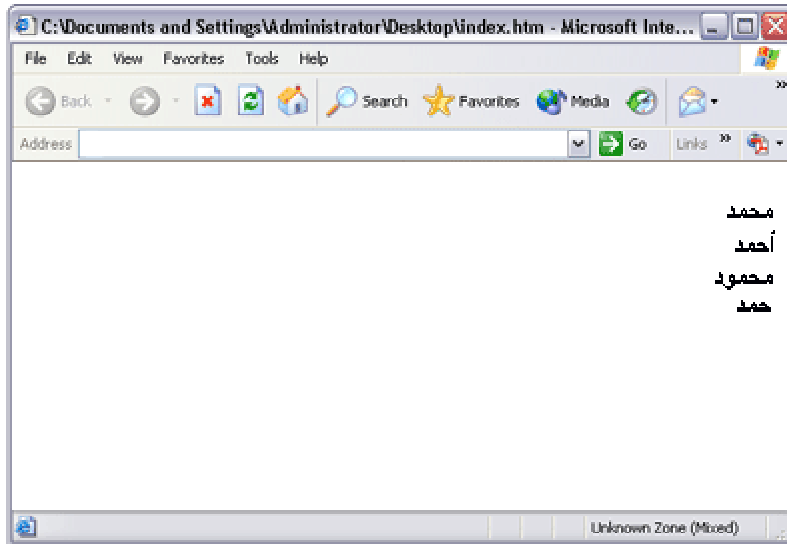 C:\Documents and Settings\Administrator\Desktop\index.htm - Microsoft Inte...
File Edit View Favorites Tools Help
Back Search Favorites Media
Address Go Links
محمد
أحمد
محمود
حمد
Unknown Zone (Mixed)